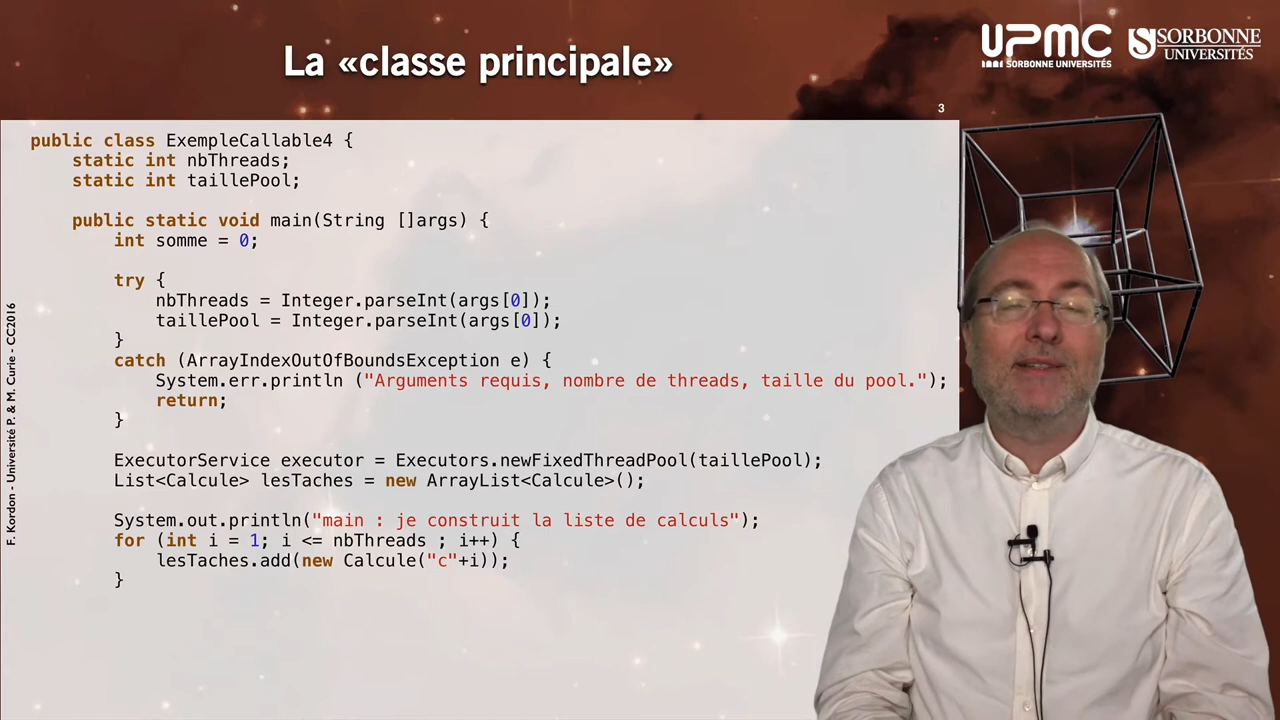 La «classe principale»
UPMC
SORBONNE UNIVERSITÉS
SORBONNE
UNIVERSITÉS
3
public class ExempleCallable4 {
    static int nbThreads;
    static int taillePool;
    public static void main(String []args) {
        int somme = 0;
        try {
            nbThreads = Integer.parseInt(args[0]);
            taillePool = Integer.parseInt(args[0]);
        }
        catch (ArrayIndexOutOfBoundsException e) {
            System.err.println ("Arguments requis, nombre de threads, taille du pool.");
            return;
        }
        ExecutorService executor = Executors.newFixedThreadPool(taillePool);
        List<Calcule> lesTaches = new ArrayList<Calcule>();
        System.out.println("main : je construit la liste de calculs");
        for (int i = 1; i <= nbThreads ; i++) {
            lesTaches.add(new Calcule("c"+i));
        }
F. Kordon - Université P. & M. Curie - CC2016